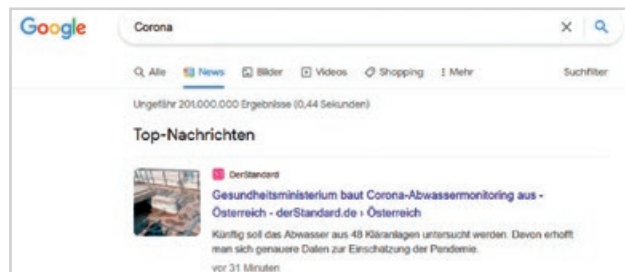 Google
Corona
Alle News Bilder Videos Shopping Mehr Suchfilter
Ungefähr 201.000.000 Ergebnisse (0,44 Sekunden)
Top-Nachrichten
DerStandard
Gesundheitsministerium baut Corona-Abwassermonitoring aus -
Österreich - derStandard.de › Österreich
Künftig soll das Abwasser aus 48 Kläranlagen untersucht werden. Davon erhofft
man sich genauere Daten zur Einschätzung der Pandemie.
vor 31 Minuten